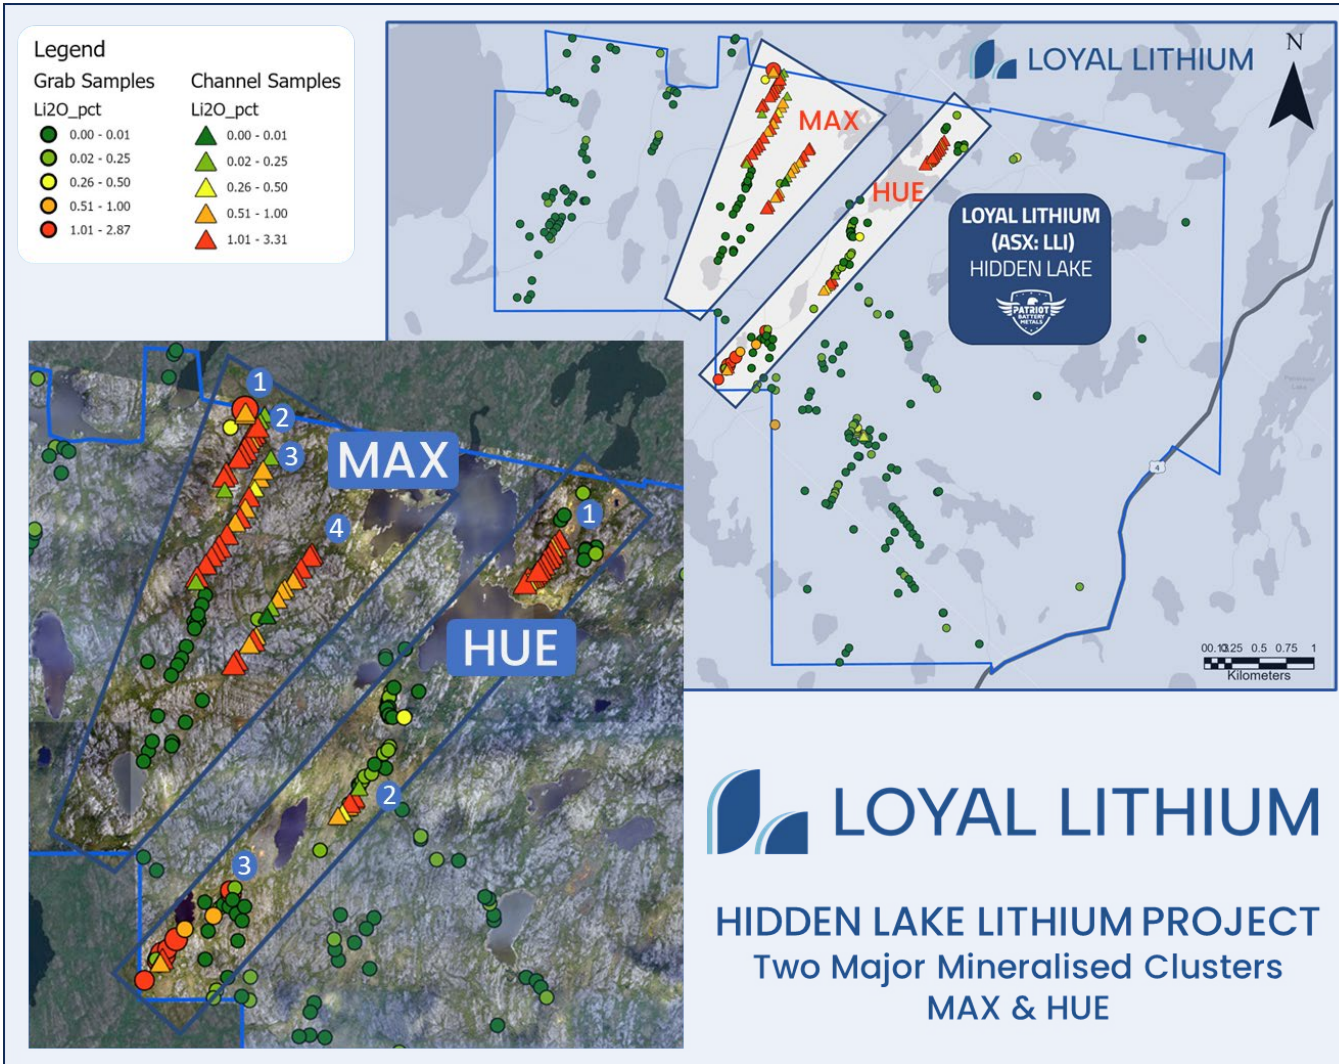 Legend
Grab Samples
Li2O_pct
0.00 - 0.01
0.02 - 0.25
0.26 - 0.50
0.51 - 1.00
1.01 - 2.87
Channel Samples
Li2O_pct
0.00 - 0.01
0.02 - 0.25
0.26 - 0.50
0.51 - 1.00
1.01 - 3.31
LOYAL LITHIUM
N
MAX
HUE
LOYAL LITHIUM
(ASX: LLI)
HIDDEN LAKE
PATRIOT
BATTERY
METALS
4
0.5 0.75 1
Kilometers
1
2
3
4
MAX
1
HUE
2
3
LOYAL LITHIUM
HIDDEN LAKE LITHIUM PROJECT
Two Major Mineralised Clusters
MAX & HUE